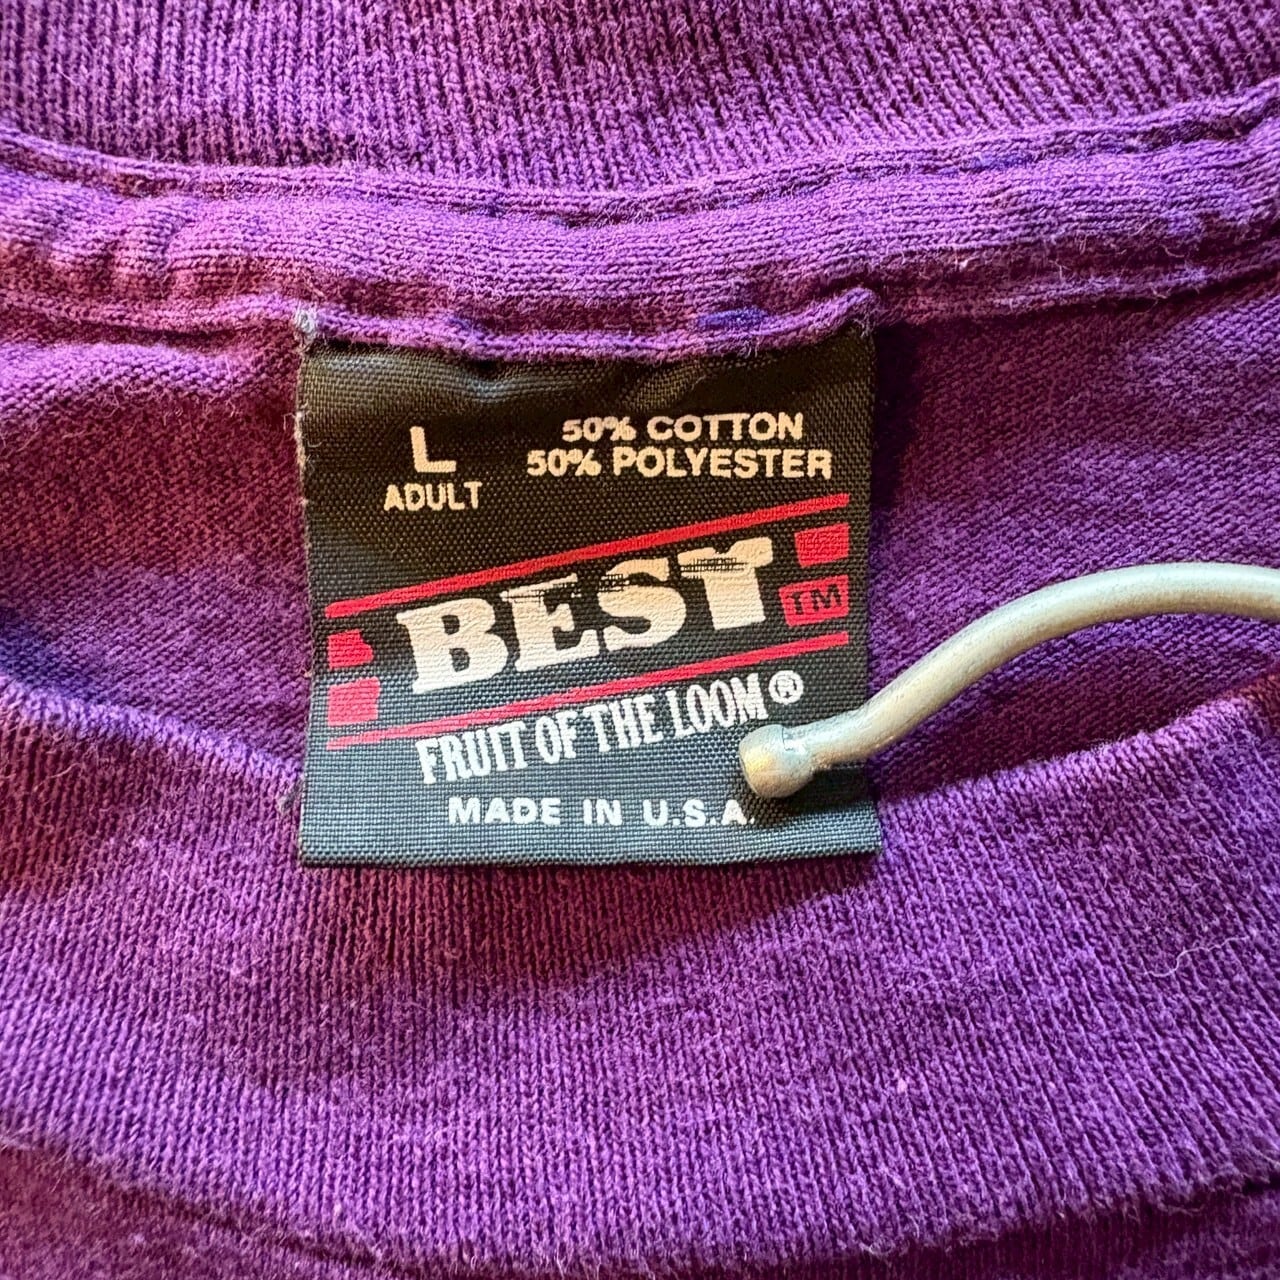 L
ADULT
50% COTTON
50% POLYESTER
BEST TM
FRUIT OF THE LOOM®
MADE IN U.S.A.